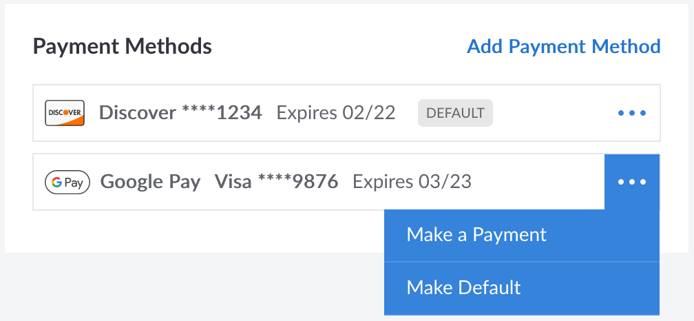 Payment Methods Add Payment Method
DISCOVER Discover ****1234 Expires 02/22 DEFAULT
G Pay Google Pay Visa ****9876 Expires 03/23
Make a Payment
Make Default